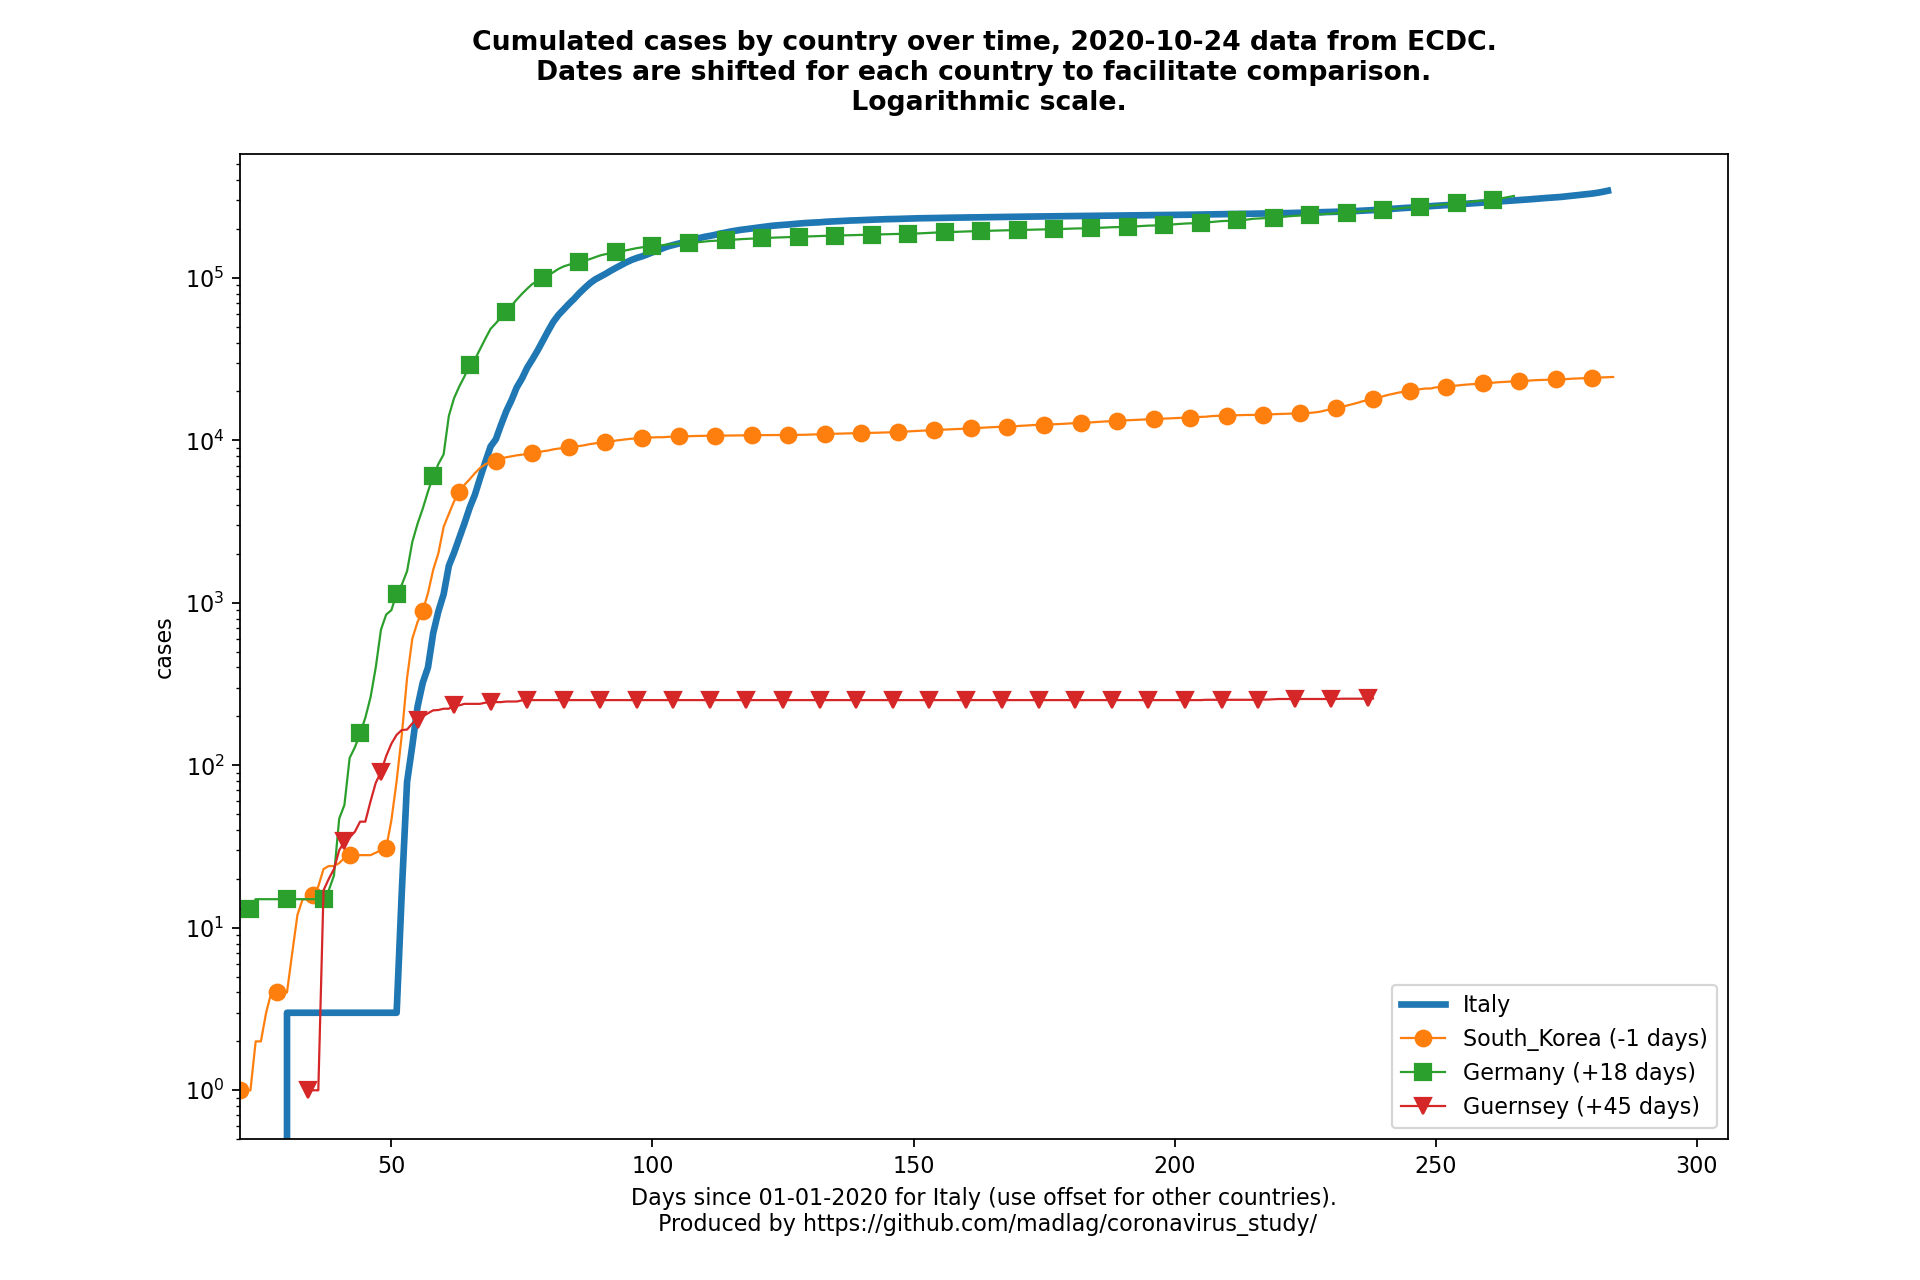 Cumulated cases by country over time, 2020-10-24 data from ECDC.
Dates are shifted for each country to facilitate comparison.
Logarithmic scale.
cases
10^5
10^4
10^3
10^2
10^1
10^0
50 100 150 200 250 300
Italy
South_Korea (-1 days)
Germany (+18 days)
Guernsey (+45 days)
Days since 01-01-2020 for Italy (use offset for other countries).
Produced by https://github.com/madlag/coronavirus_study/